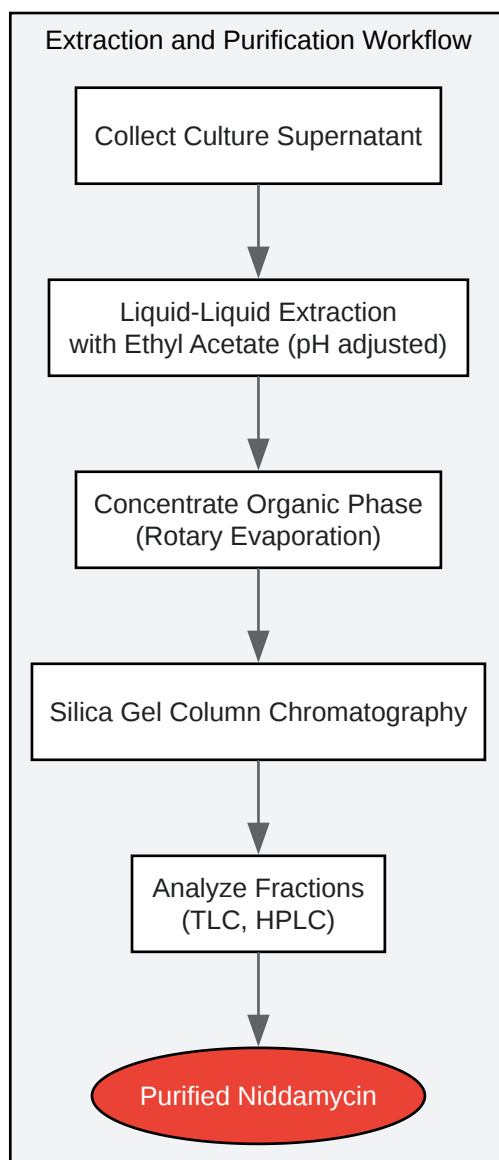 Extraction and Purification Workflow
Collect Culture Supernatant
Liquid-Liquid Extraction
with Ethyl Acetate (pH adjusted)
Concentrate Organic Phase
(Rotary Evaporation)
Silica Gel Column Chromatography
Analyze Fractions
(TLC, HPLC)
Purified Niddamycin